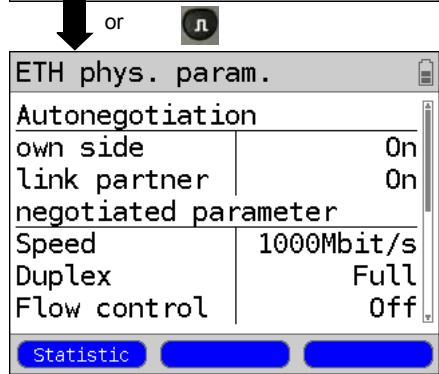 or
ETH phys. param.
Autonegotiation
own side On
link partner On
negotiated parameter
Speed 1000Mbit/s
Duplex Full
Flow control Off
Statistic